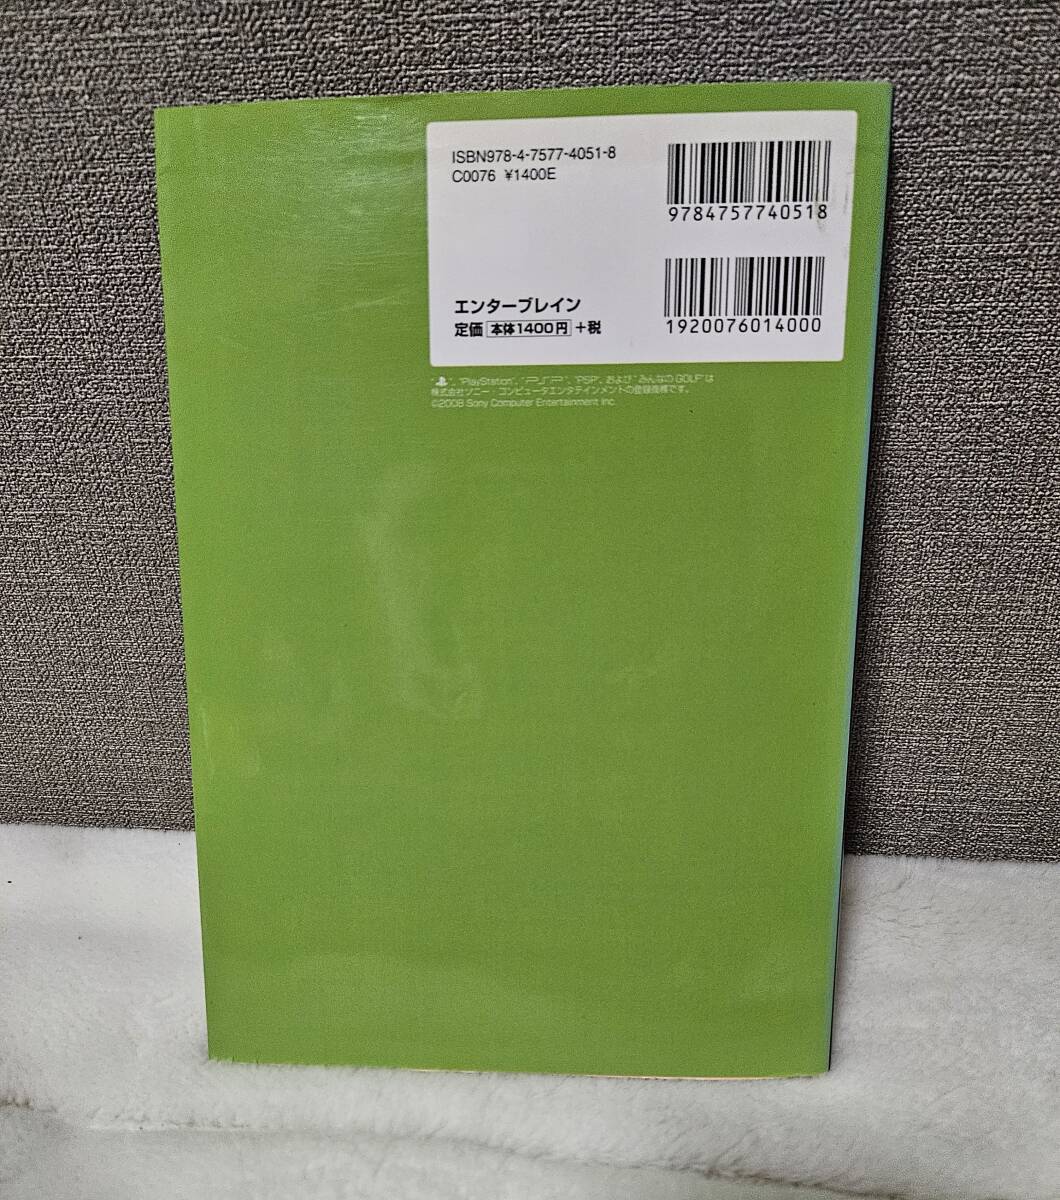 ISBN978-4-7577-4051-8
C0076 ¥1400E
9784757740518
エンターブレイン
定価 本体1400円 +税
1920076014000
" ", "PlayStation", "PSP", "PSP", および "みんなのGOLF" は
株式会社ソニー・コンピュータエンタテインメントの登録商標です。
©2008 Sony Computer Entertainment Inc.